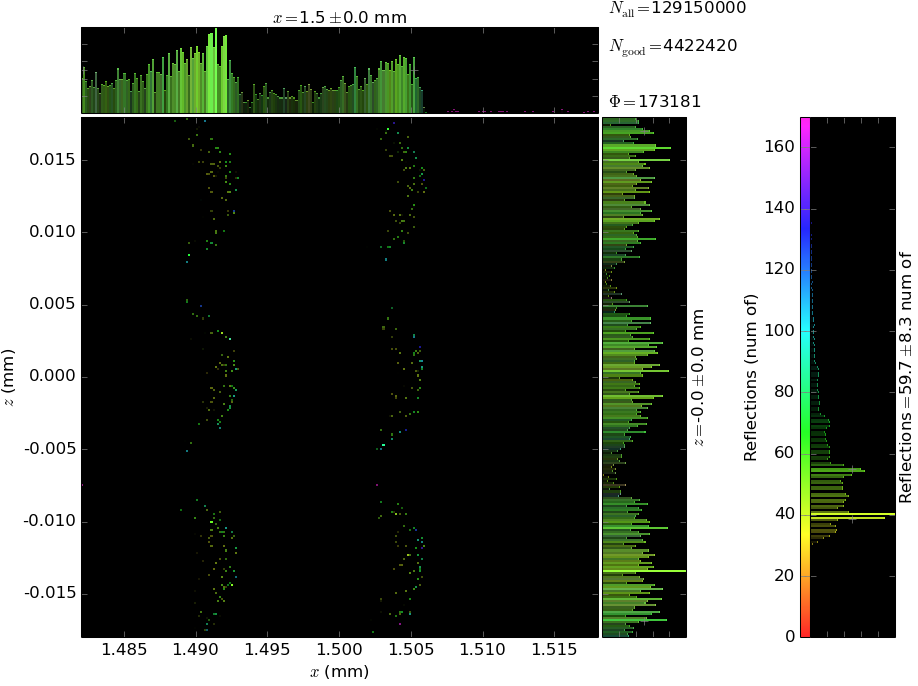 x=1.5±0.0 mm
N_all=129150000
N_good=4422420
Φ=173181
0.015
0.010
0.005
0.000
-0.005
-0.010
-0.015
z (mm)
1.485 1.490 1.495 1.500 1.505 1.510 1.515
x (mm)
z=-0.0±0.0 mm
160
140
120
100
80
60
40
20
0
Reflections (num of)
Reflections=59.7±8.3 num of